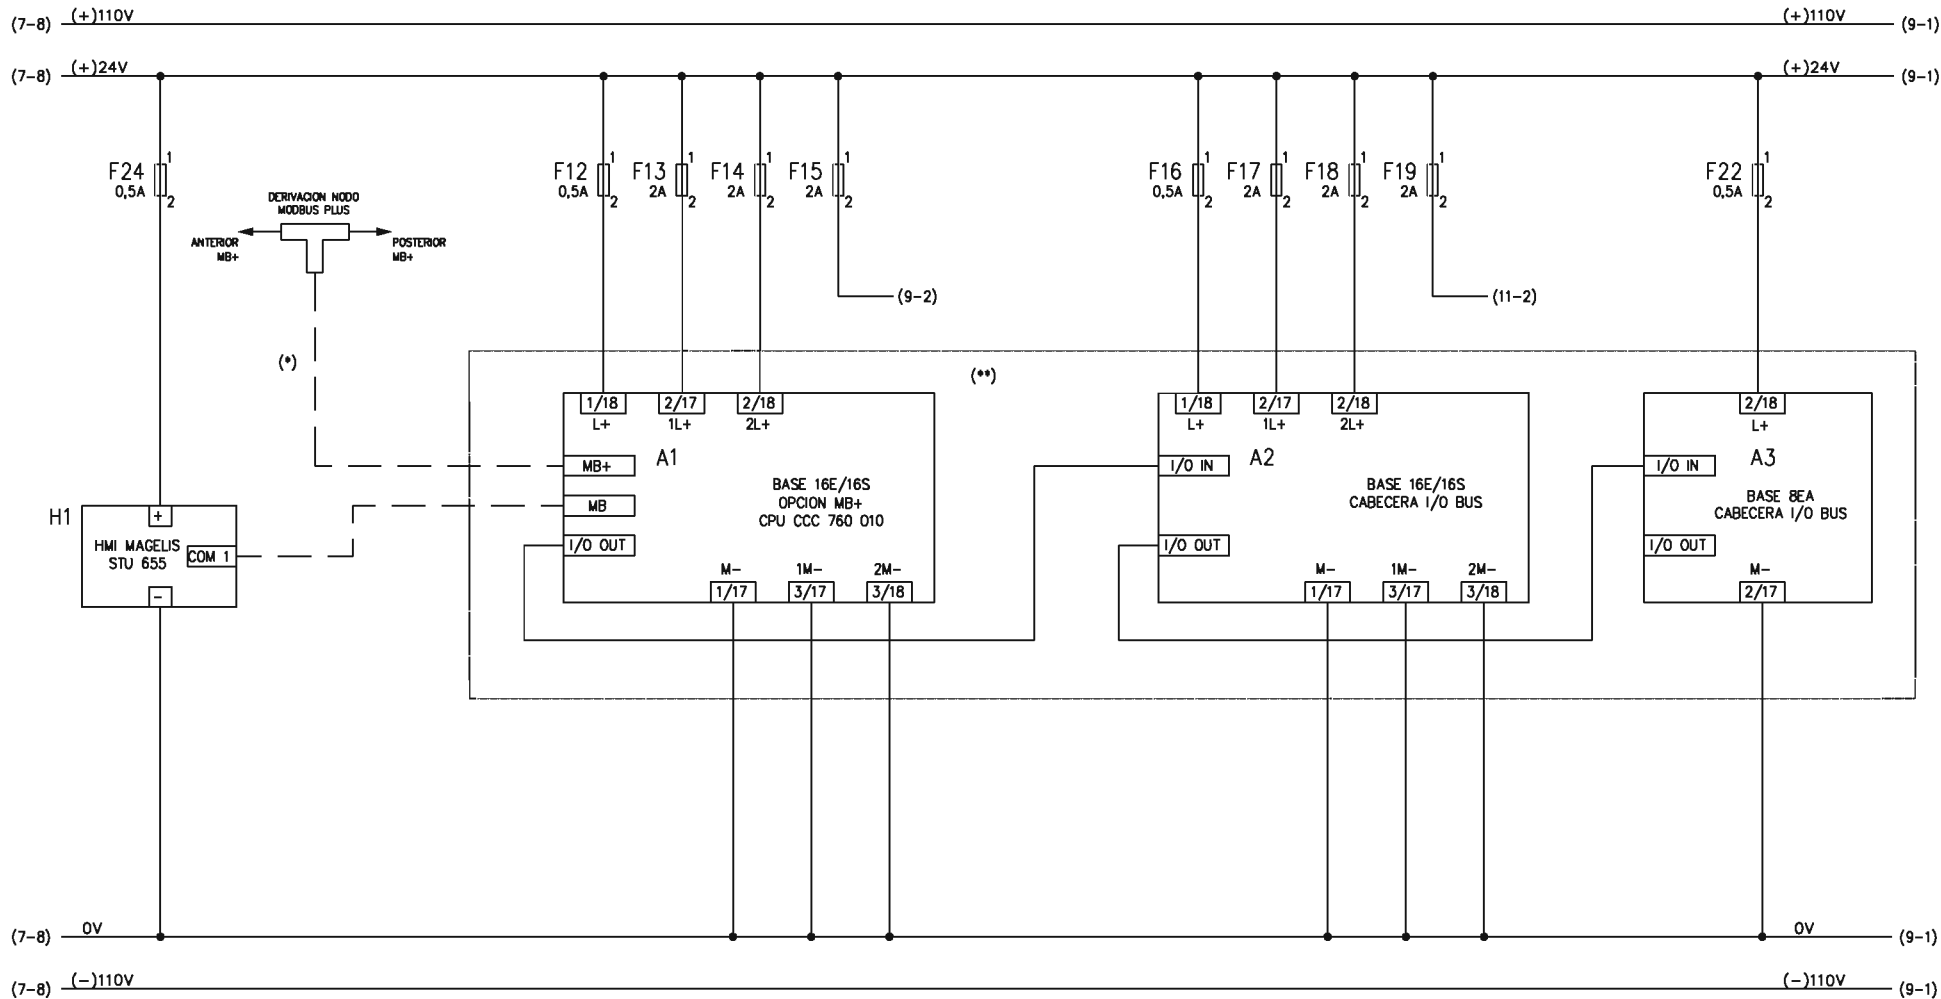 (7-8) (+)110V (+)110V (9-1)
(7-8) (+)24V (+)24V (9-1)
F24 1
0,5A 2
F12 1
0,5A 2
F13 1
2A 2
F14 1
2A 2
F15 1
2A 2
F16 1
0,5A 2
F17 1
2A 2
F18 1
2A 2
F19 1
2A 2
F22 1
0,5A 2
DERIVACION NODO
MODBUS PLUS
ANTERIOR
MB+
POSTERIOR
MB+
(9-2)
(11-2)
(*)
(**)
1/18 2/17 2/18
L+ 1L+ 2L+
MB+ A1
MB
I/O OUT
BASE 16E/16S
OPCION MB+
CPU CCC 760 010
M- 1M- 2M-
1/17 3/17 3/18
1/18 2/17 2/18
L+ 1L+ 2L+
I/O IN A2
I/O OUT
BASE 16E/16S
CABECERA I/O BUS
M- 1M- 2M-
1/17 3/17 3/18
2/18
L+
I/O IN A3
I/O OUT
BASE 8EA
CABECERA I/O BUS
M-
2/17
H1
+
HMI MAGELIS
STU 655
COM 1
-
(7-8) 0V 0V (9-1)
(7-8) (-)110V (-)110V (9-1)